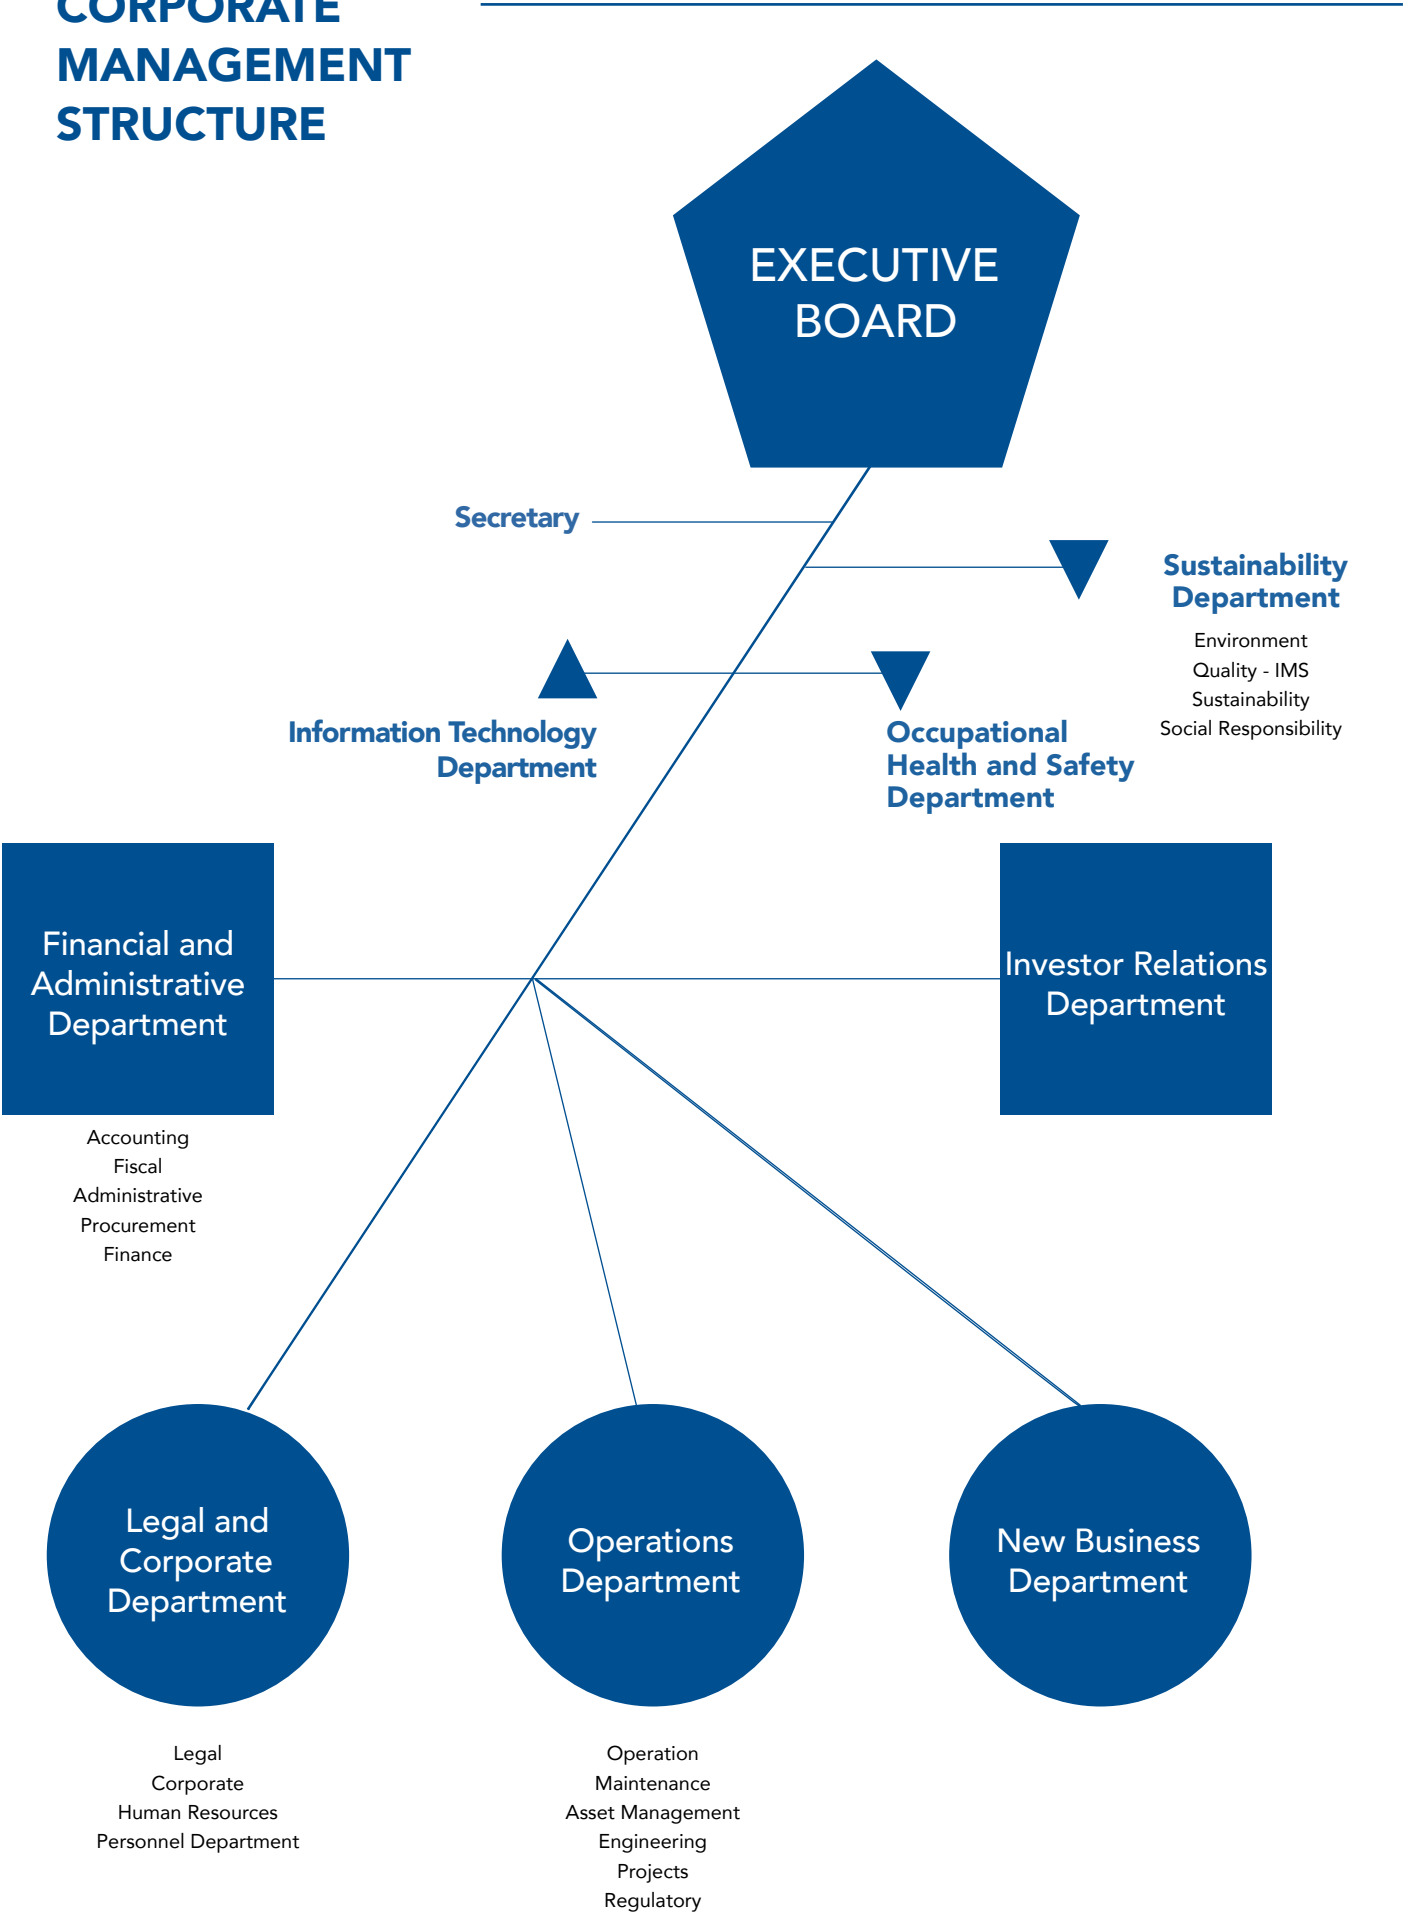 CORPORATE
MANAGEMENT
STRUCTURE
EXECUTIVE
BOARD
Secretary
Sustainability
Department
Environment
Quality - IMS
Sustainability
Social Responsibility
Information Technology
Department
Occupational
Health and Safety
Department
Financial and
Administrative
Department
Accounting
Fiscal
Administrative
Procurement
Finance
Investor Relations
Department
Legal and
Corporate
Department
Legal
Corporate
Human Resources
Personnel Department
Operations
Department
Operation
Maintenance
Asset Management
Engineering
Projects
Regulatory
New Business
Department